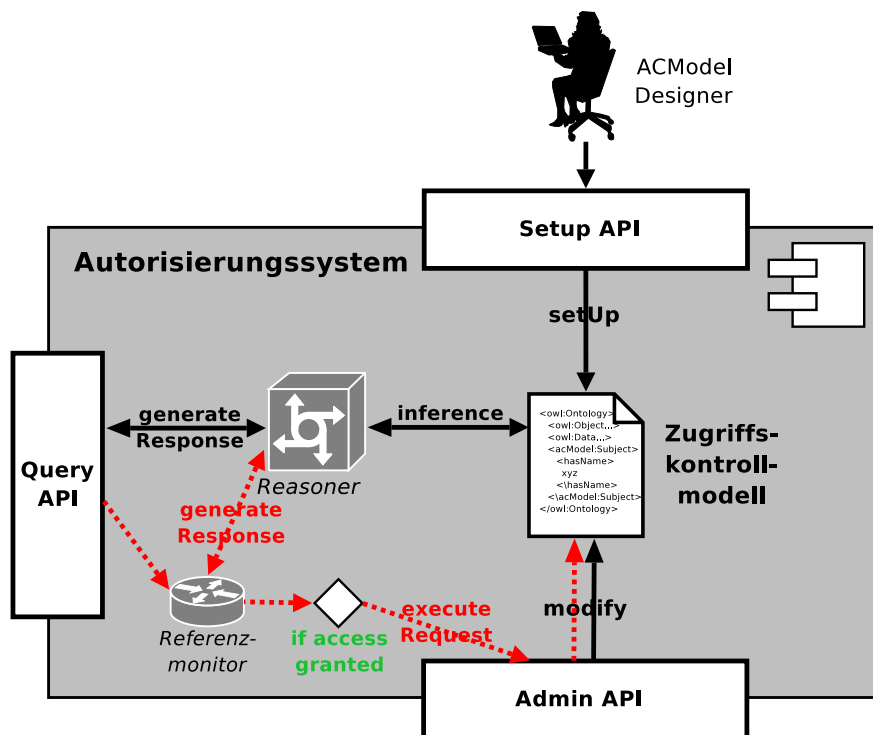 ACModel
Designer
Setup API
Autorisierungssystem
setUp
generate
Response
inference
<owl:Ontology>
<owl:Object...>
<owl:Data...>
<acModel:Subject>
<hasName>
xyz
<\hasName>
<\acModel:Subject>
</owl:Ontology>
Zugriffs-
kontroll-
modell
Query
API
Reasoner
generate
Response
Referenz-
monitor
if access
granted
execute
Request
modify
Admin API